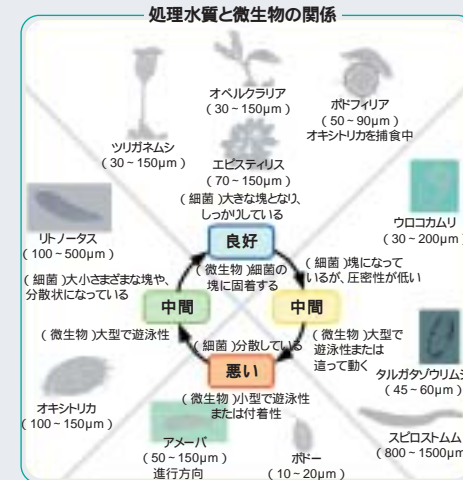 処理水質と微生物の関係
オペルクラリア
(30~150μm)
ポドフィリア
(50~90μm)
オキシトリカを捕食中
ツリガネムシ
(30~150μm)
エピスティリス
(70~150μm)
(細菌)大きな塊となり、
しっかりしている
リトノータス
(100~500μm)
ウロコカムリ
(30~200μm)
良好
(微生物)細菌の
塊に固着する
(細菌)大小さまざまな塊や、
分散状になっている
(細菌)塊になって
いるが、圧密性が低い
中間
中間
(微生物)大型で遊泳性
(細菌)分散している
(微生物)大型で
遊泳性または
這って動く
悪い
タルガタゾウリムシ
(45~60μm)
(微生物)小型で遊泳性
または付着性
オキシトリカ
(100~150μm)
アメーバ
(50~150μm)
進行方向
ボドー
(10~20μm)
スピロストムム
(800~1500μm)